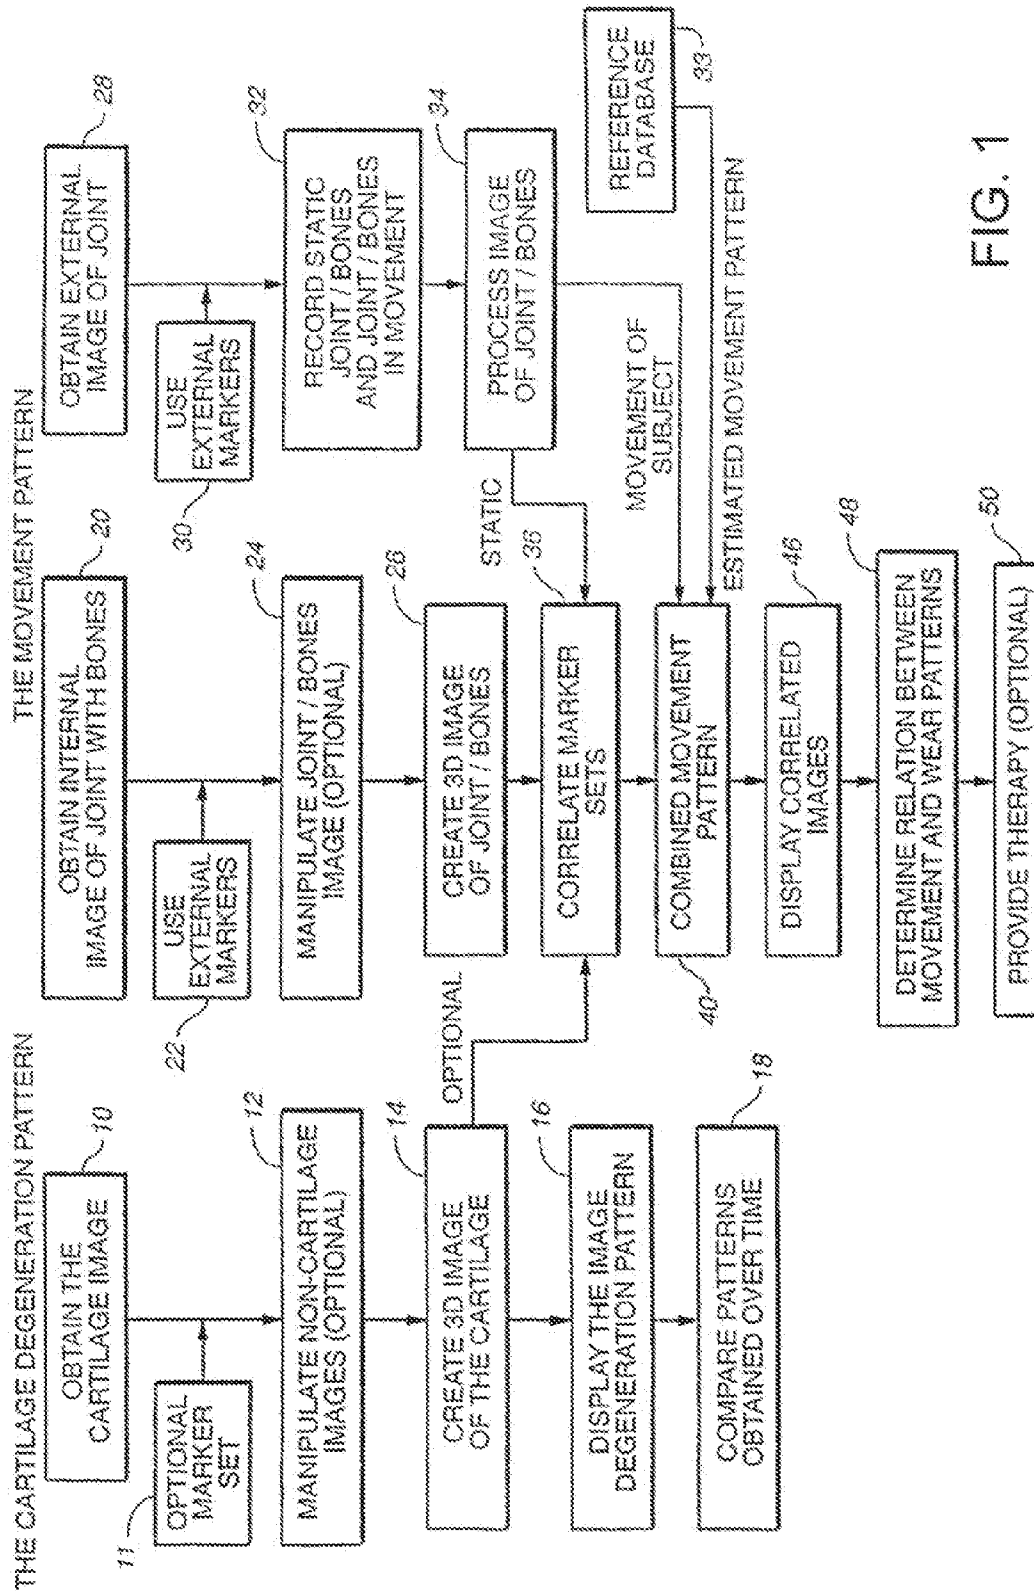 THE CARTILAGE DEGENERATION PATTERN
10
OBTAIN THE
CARTILAGE IMAGE
11
OPTIONAL
MARKER
SET
12
MANIPULATE NON-CARTILAGE
IMAGES (OPTIONAL)
14
CREATE 3D IMAGE
OF THE CARTILAGE
OPTIONAL
16
DISPLAY THE IMAGE
DEGENERATION PATTERN
18
COMPARE PATTERNS
OBTAINED OVER TIME
THE MOVEMENT PATTERN
20
OBTAIN INTERNAL
IMAGE OF JOINT WITH BONES
22
USE
EXTERNAL
MARKERS
24
MANIPULATE JOINT / BONES
IMAGE (OPTIONAL)
26
CREATE 3D IMAGE
OF JOINT / BONES
STATIC
36
CORRELATE MARKER
SETS
40
COMBINED MOVEMENT
PATTERN
46
DISPLAY CORRELATED
IMAGES
48
DETERMINE RELATION BETWEEN
MOVEMENT AND WEAR PATTERNS
50
PROVIDE THERAPY (OPTIONAL)
28
OBTAIN EXTERNAL
IMAGE OF JOINT
30
USE
EXTERNAL
MARKERS
32
RECORD STATIC
JOINT / BONES
AND JOINT / BONES
IN MOVEMENT
34
PROCESS IMAGE
OF JOINT / BONES
MOVEMENT OF
SUBJECT
REFERENCE
DATABASE
33
ESTIMATED MOVEMENT PATTERN
FIG. 1